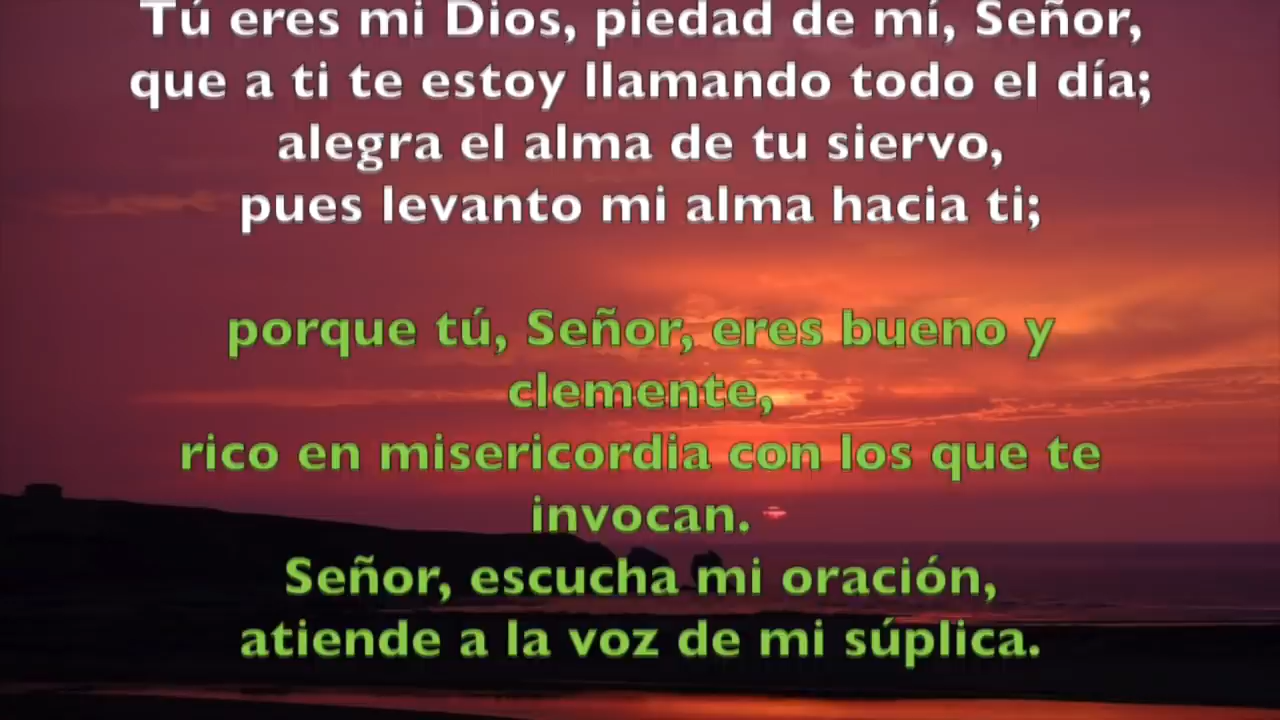 Tú eres mi Dios, piedad de mí, Señor,
que a ti te estoy llamando todo el día;
alegra el alma de tu siervo,
pues levanto mi alma hacia ti;
porque tú, Señor, eres bueno y
clemente,
rico en misericordia con los que te
invocan.
Señor, escucha mi oración,
atiende a la voz de mi súplica.